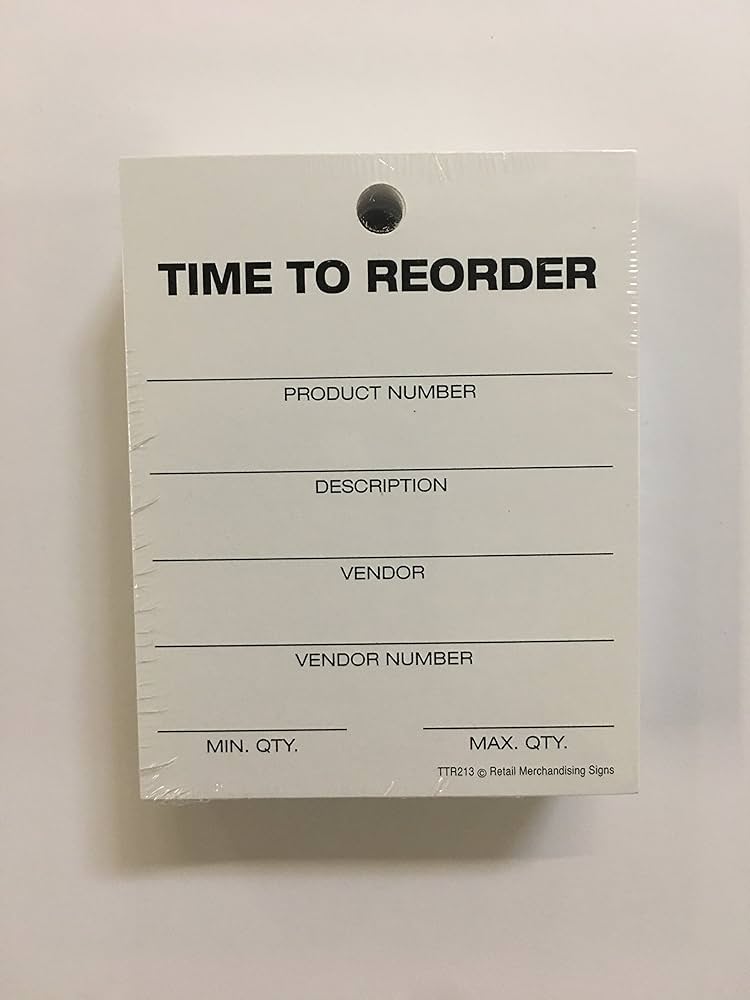 TIME TO REORDER
PRODUCT NUMBER
DESCRIPTION
VENDOR
VENDOR NUMBER
MIN. QTY. MAX. QTY.
TTR213 © Retail Merchandising Signs